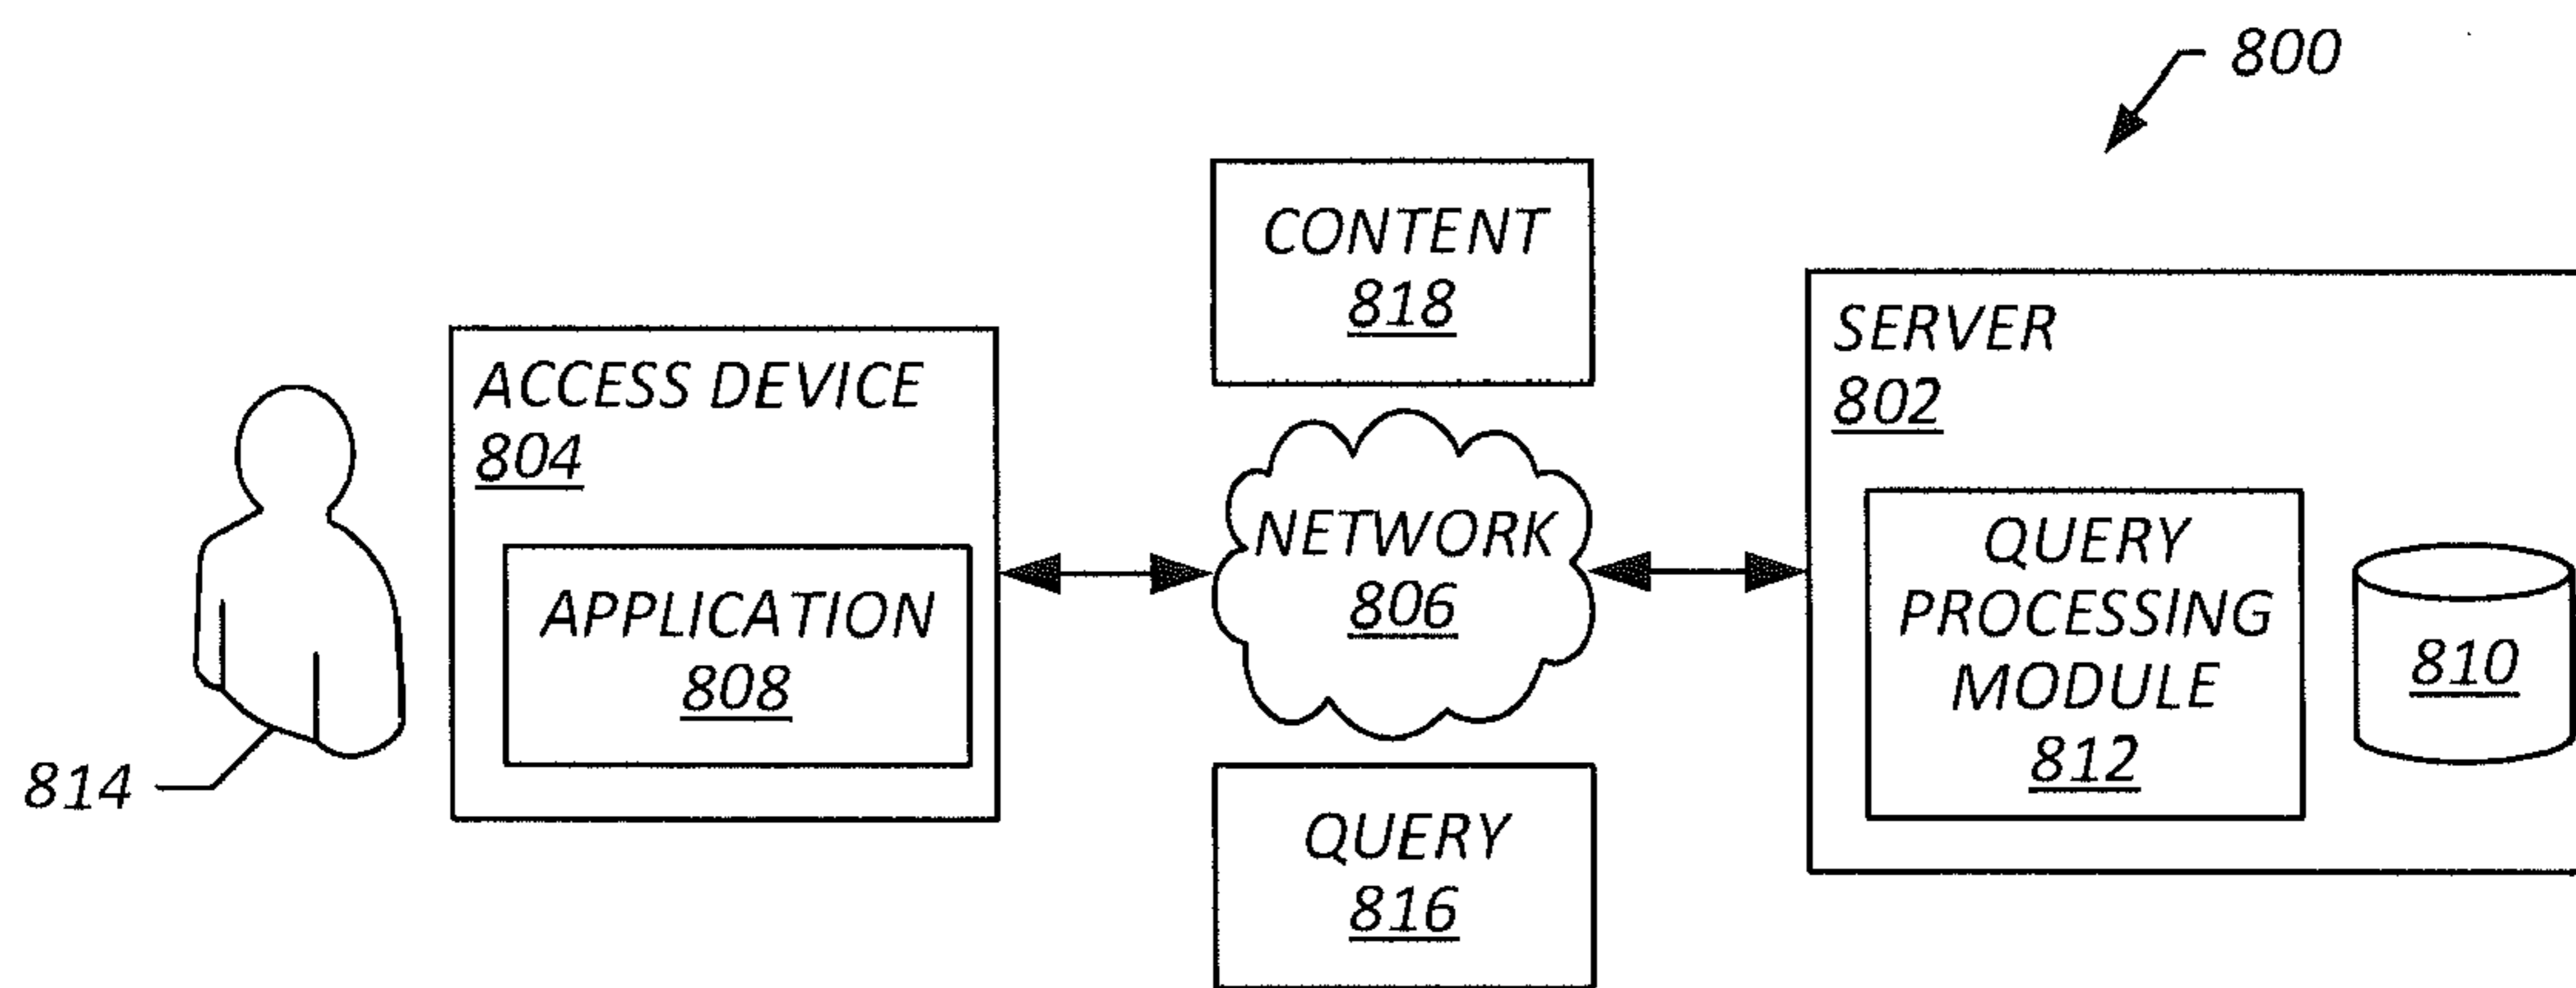 800
CONTENT
818
SERVER
802
ACCESS DEVICE
804
NETWORK
806
QUERY
PROCESSING
MODULE
812
810
APPLICATION
808
814
QUERY
816